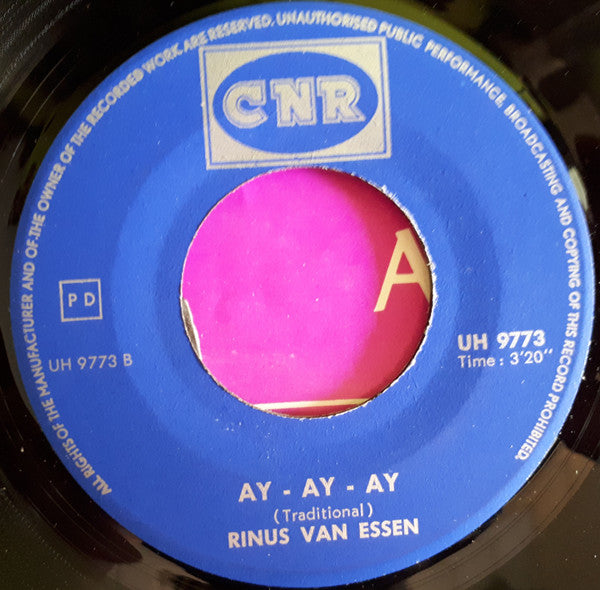 ALL RIGHTS OF THE MANUFACTURER AND OF THE OWNER OF THE RECORDED WORK ARE RESERVED. UNAUTHORISED PUBLIC PERFORMANCE, BROADCASTING AND COPYING OF THIS RECORD PROHIBITED.
CNR
A
PD
UH 9773 B
UH 9773
Time : 3'20"
AY - AY - AY
(Traditional)
RINUS VAN ESSEN